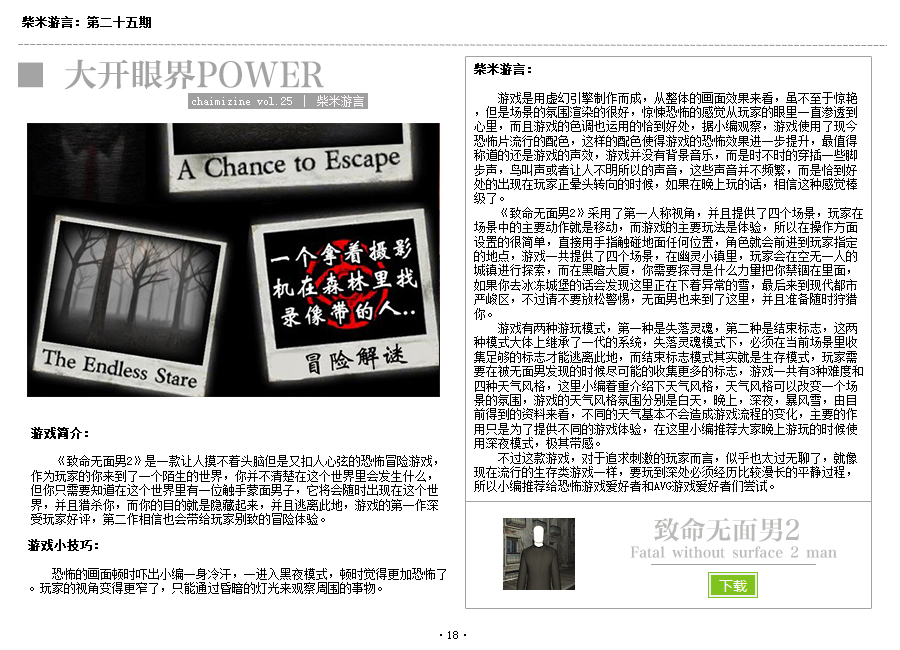 柴米游言：第二十五期
大开眼界POWER
chaimizine vol.25 | 柴米游言
A Chance to Escape
The Endless Stare
一个拿着摄影
机在森林里找
录像带的人..
冒险解谜
游戏简介：
《致命无面男2》是一款让人摸不着头脑但是又扣人心弦的恐怖冒险游戏，
作为玩家的你来到了一个陌生的世界，你并不清楚在这个世界里会发生什么，
但你只需要知道在这个世界里有一位触手蒙面男子，它将会随时出现在这个世
界，并且猎杀你，而你的目的就是隐藏起来，并且逃离此地，游戏的第一作深
受玩家好评，第二作相信也会带给玩家别致的冒险体验。
游戏小技巧：
恐怖的画面顿时吓出小编一身冷汗，一进入黑夜模式，顿时觉得更加恐怖了
。玩家的视角变得更窄了，只能通过昏暗的灯光来观察周围的事物。
柴米游言：
游戏是用虚幻引擎制作而成，从整体的画面效果来看，虽不至于惊艳
，但是场景的氛围渲染的很好，惊悚恐怖的感觉从玩家的眼里一直渗透到
心里，而且游戏的色调也运用的恰到好处，据小编观察，游戏使用了现今
恐怖片流行的配色，这样的配色使得游戏的恐怖效果进一步提升，最值得
称道的还是游戏的声效，游戏并没有背景音乐，而是时不时的穿插一些脚
步声，鸟叫声或者让人不明所以的声音，这些声音并不频繁，而是恰到好
处的出现在玩家正晕头转向的时候，如果在晚上玩的话，相信这种感觉棒
级了。
《致命无面男2》采用了第一人称视角，并且提供了四个场景，玩家在
场景中的主要动作就是移动，而游戏的主要玩法是体验，所以在操作方面
设置的很简单，直接用手指触碰地面任何位置，角色就会前进到玩家指定
的地点，游戏一共提供了四个场景，在幽灵小镇里，玩家会在空无一人的
城镇进行探索，而在黑暗大厦，你需要探寻是什么力量把你禁锢在里面，
如果你去冰冻城堡的话会发现这里正在下着异常的雪，最后来到现代都市
严峻区，不过请不要放松警惕，无面男也来到了这里，并且准备随时狩猎
你。
游戏有两种游玩模式，第一种是失落灵魂，第二种是结束标志，这两
种模式大体上继承了一代的系统，失落灵魂模式下，必须在当前场景里收
集足够的标志才能逃离此地，而结束标志模式其实就是生存模式，玩家需
要在被无面男发现的时候尽可能的收集更多的标志，游戏一共有3种难度和
四种天气风格，这里小编着重介绍下天气风格，天气风格可以改变一个场
景的氛围，游戏的天气风格氛围分别是白天，晚上，深夜，暴风雪，由目
前得到的资料来看，不同的天气基本不会造成游戏流程的变化，主要的作
用只是为了提供不同的游戏体验，在这里小编推荐大家晚上游玩的时候使
用深夜模式，极其带感。
不过这款游戏，对于追求刺激的玩家而言，似乎也太过无聊了，就像
现在流行的生存类游戏一样，要玩到深处必须经历比较漫长的平静过程，
所以小编推荐给恐怖游戏爱好者和AVG游戏爱好者们尝试。
致命无面男2
Fatal without surface 2 man
下载
· 18 ·